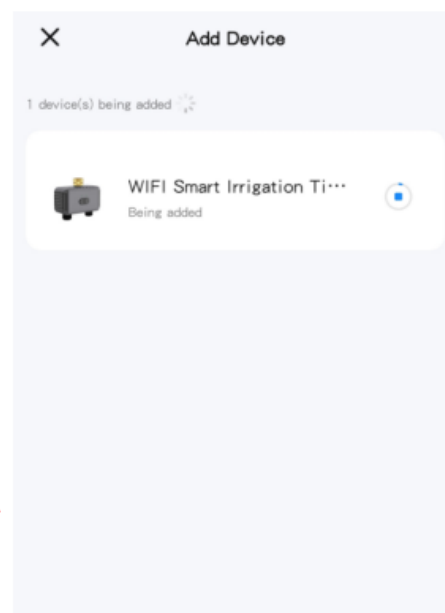 Add Device
1 device(s) being added
WIFI Smart Irrigation Ti···
Being added